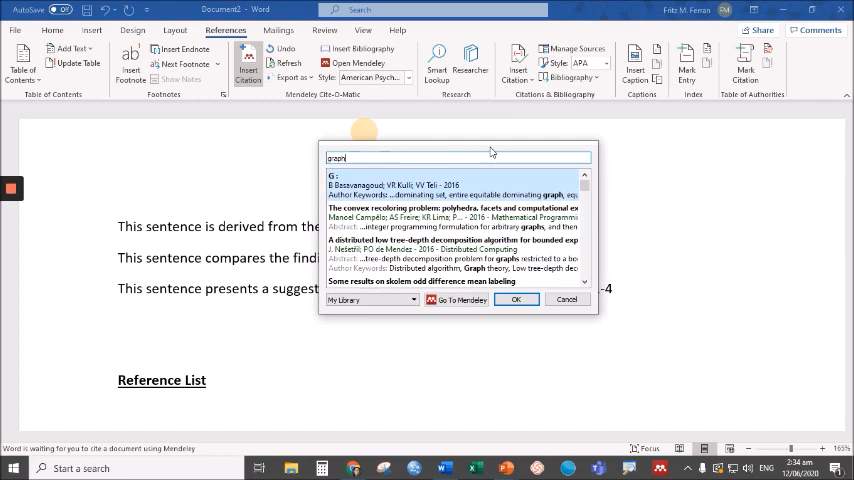 AutoSave Off Document2 - Word Search Fritz M. Ferran FM
File Home Insert Draw Design Layout References Mailings Review View Help Share Comments
Table of Contents
Add Text
Update Table
Table of Contents
ab
Insert Footnote
Insert Endnote
Next Footnote
Show Notes
Footnotes
Insert Citation
Undo
Refresh
Export as
Insert Bibliography
Open Mendeley
Style: American Psych...
Mendeley Cite-O-Matic
Smart Lookup
Researcher
Research
Insert Citation
Manage Sources
Style: APA
Bibliography
Citations & Bibliography
Insert Caption
Captions
Mark Entry
Index
Mark Citation
Table of Authorities
graph
G :
B Basavanagoud; VR Kulli; VV Teli - 2016
Author Keywords: ...dominating set, entire equitable dominating graph, equ
The convex recoloring problem: polyhedra, facets and computational ex
Manoel Campêlo; AS Freire; KR Lima; P... - 2016 - Mathematical Programmin
Abstract: ...integer programming formulation for arbitrary graphs, and then
A distributed low tree-depth decomposition algorithm for bounded exp
J. Nešetřil; PO de Mendez - 2016 - Distributed Computing
Abstract: ...tree-depth decomposition problem for graphs restricted to a bo
Author Keywords: Distributed algorithm, Graph theory, Low tree-depth dec
Some results on skolem odd difference mean labeling
My Library Go To Mendeley OK Cancel
This sentence is derived from the
This sentence compares the findi
This sentence presents a suggest -4
Reference List
Word is waiting for you to cite a document using Mendeley Focus 165%
Start a search ENG 2:34 am 12/06/2020